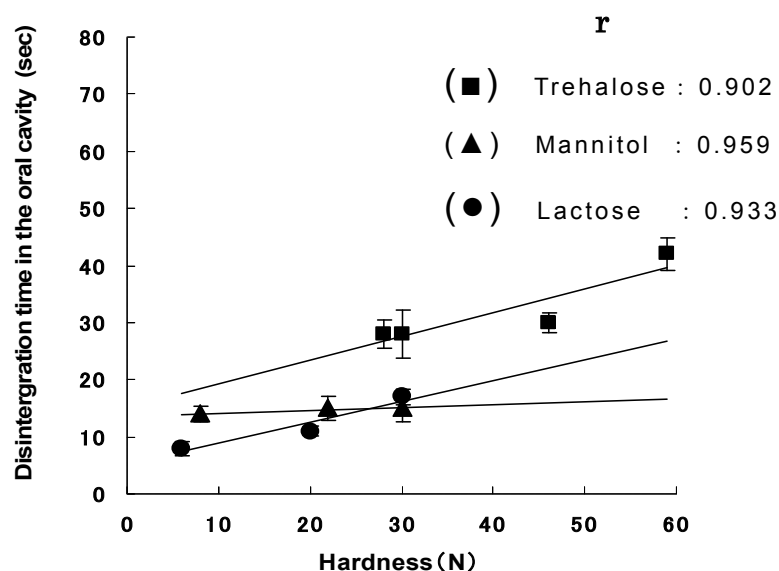 r
(■) Trehalose : 0.902
(▲) Mannitol : 0.959
(●) Lactose : 0.933
Disintergration time in the oral cavity (sec)
80
70
60
50
40
30
20
10
0
0 10 20 30 40 50 60
Hardness(N)